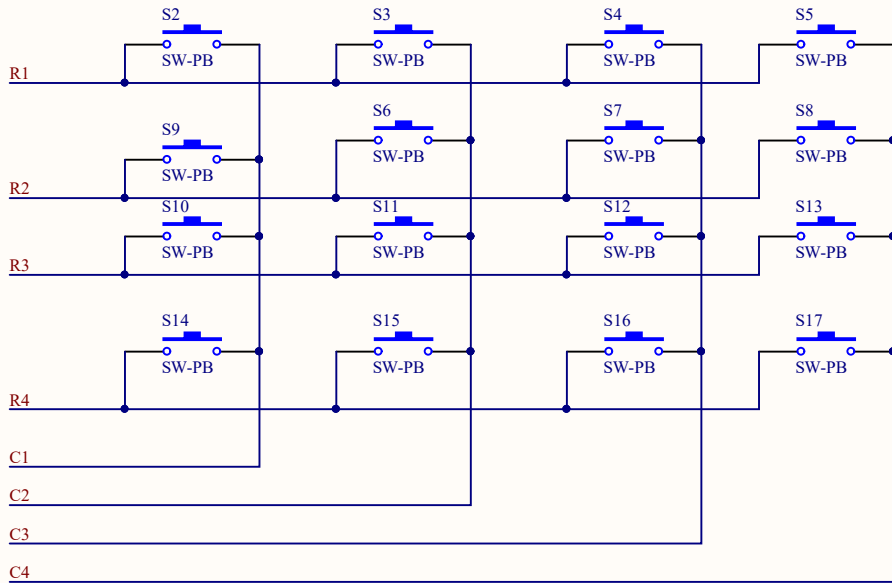 S2 S3 S4 S5
SW-PB SW-PB SW-PB SW-PB
R1
S6 S7 S8
S9
SW-PB SW-PB SW-PB
SW-PB
R2
S10 S11 S12 S13
SW-PB SW-PB SW-PB SW-PB
R3
S14 S15 S16 S17
SW-PB SW-PB SW-PB SW-PB
R4
C1
C2
C3
C4